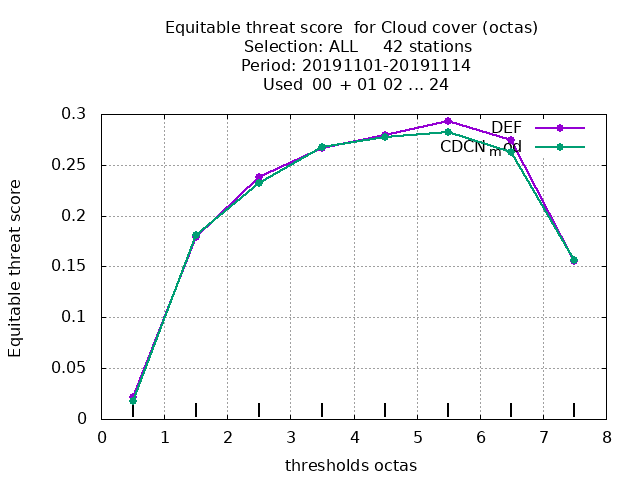 Equitable threat score  for Cloud cover (octas)
Selection: ALL     42 stations
Period: 20191101-20191114
Used  00 + 01 02 ... 24
DEF
CDCNmod
Equitable threat score
0.3
0.25
0.2
0.15
0.1
0.05
0
0 1 2 3 4 5 6 7 8
thresholds octas